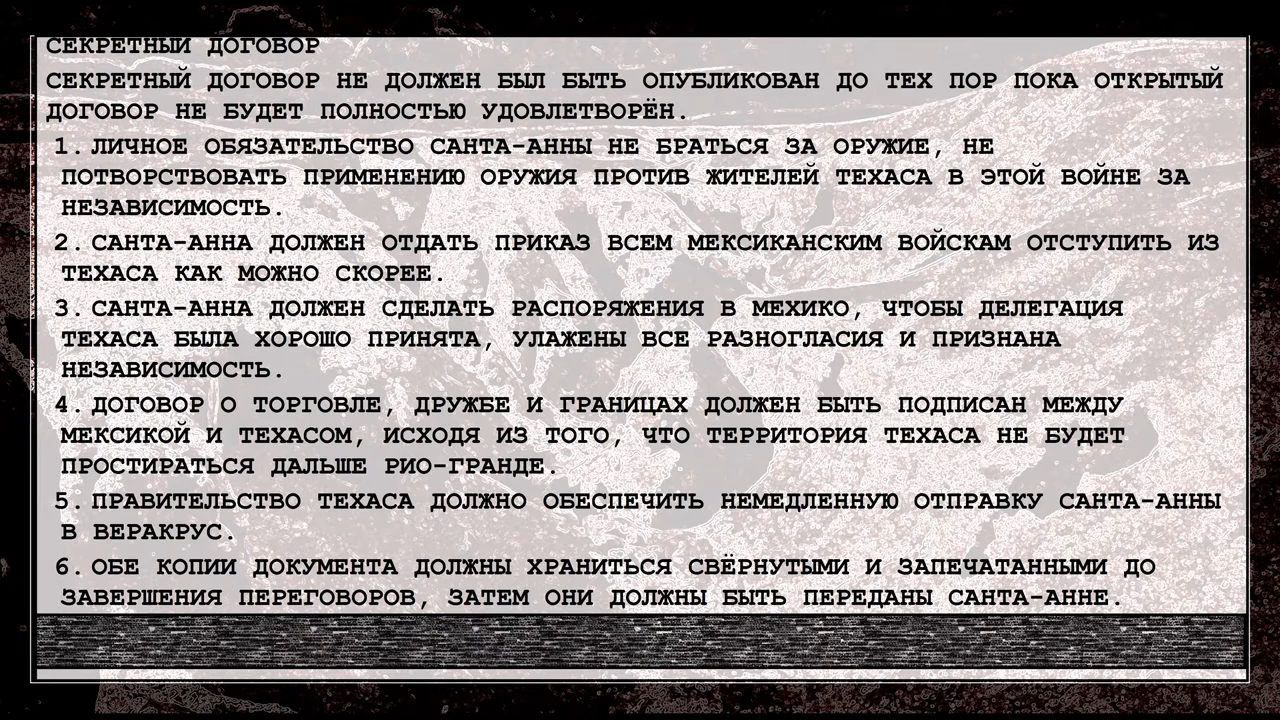 СЕКРЕТНЫЙ ДОГОВОР
СЕКРЕТНЫЙ ДОГОВОР НЕ ДОЛЖЕН БЫЛ БЫТЬ ОПУБЛИКОВАН ДО ТЕХ ПОР ПОКА ОТКРЫТЫЙ
ДОГОВОР НЕ БУДЕТ ПОЛНОСТЬЮ УДОВЛЕТВОРЁН.
1. ЛИЧНОЕ ОБЯЗАТЕЛЬСТВО САНТА-АННЫ НЕ БРАТЬСЯ ЗА ОРУЖИЕ, НЕ
ПОТВОРСТВОВАТЬ ПРИМЕНЕНИЮ ОРУЖИЯ ПРОТИВ ЖИТЕЛЕЙ ТЕХАСА В ЭТОЙ ВОЙНЕ ЗА
НЕЗАВИСИМОСТЬ.
2. САНТА-АННА ДОЛЖЕН ОТДАТЬ ПРИКАЗ ВСЕМ МЕКСИКАНСКИМ ВОЙСКАМ ОТСТУПИТЬ ИЗ
ТЕХАСА КАК МОЖНО СКОРЕЕ.
3. САНТА-АННА ДОЛЖЕН СДЕЛАТЬ РАСПОРЯЖЕНИЯ В МЕХИКО, ЧТОБЫ ДЕЛЕГАЦИЯ
ТЕХАСА БЫЛА ХОРОШО ПРИНЯТА, УЛАЖЕНЫ ВСЕ РАЗНОГЛАСИЯ И ПРИЗНАНА
НЕЗАВИСИМОСТЬ.
4. ДОГОВОР О ТОРГОВЛЕ, ДРУЖБЕ И ГРАНИЦАХ ДОЛЖЕН БЫТЬ ПОДПИСАН МЕЖДУ
МЕКСИКОЙ И ТЕХАСОМ, ИСХОДЯ ИЗ ТОГО, ЧТО ТЕРРИТОРИЯ ТЕХАСА НЕ БУДЕТ
ПРОСТИРАТЬСЯ ДАЛЬШЕ РИО-ГРАНДЕ.
5. ПРАВИТЕЛЬСТВО ТЕХАСА ДОЛЖНО ОБЕСПЕЧИТЬ НЕМЕДЛЕННУЮ ОТПРАВКУ САНТА-АННЫ
В ВЕРАКРУС.
6. ОБЕ КОПИИ ДОКУМЕНТА ДОЛЖНЫ ХРАНИТЬСЯ СВЁРНУТЫМИ И ЗАПЕЧАТАННЫМИ ДО
ЗАВЕРШЕНИЯ ПЕРЕГОВОРОВ, ЗАТЕМ ОНИ ДОЛЖНЫ БЫТЬ ПЕРЕДАНЫ САНТА-АННЕ.